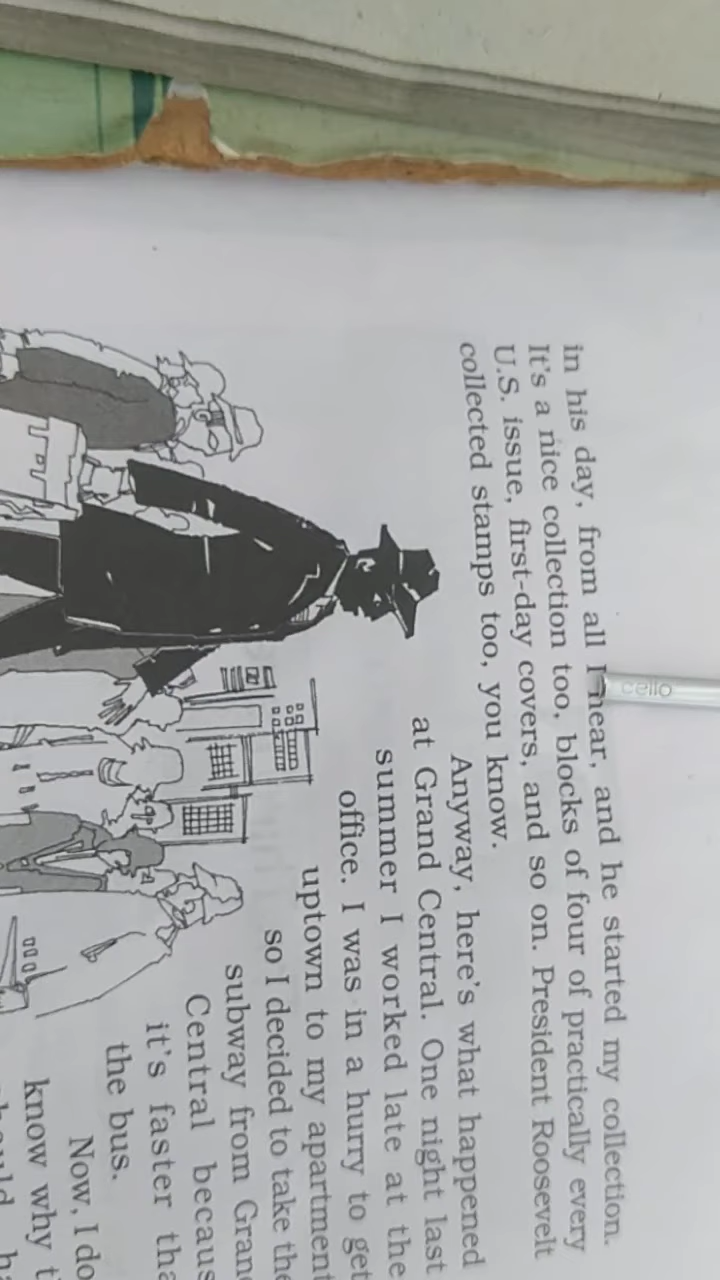 in his day, from all I hear, and he started my collection.
It's a nice collection too, blocks of four of practically every
U.S. issue, first-day covers, and so on. President Roosevelt
collected stamps too, you know.
Anyway, here's what happened
at Grand Central. One night last
summer I worked late at the
office. I was in a hurry to get
uptown to my apartment
so I decided to take the
subway from Gran
Central becaus
it's faster tha
the bus.
Now, I do
know why t
cello